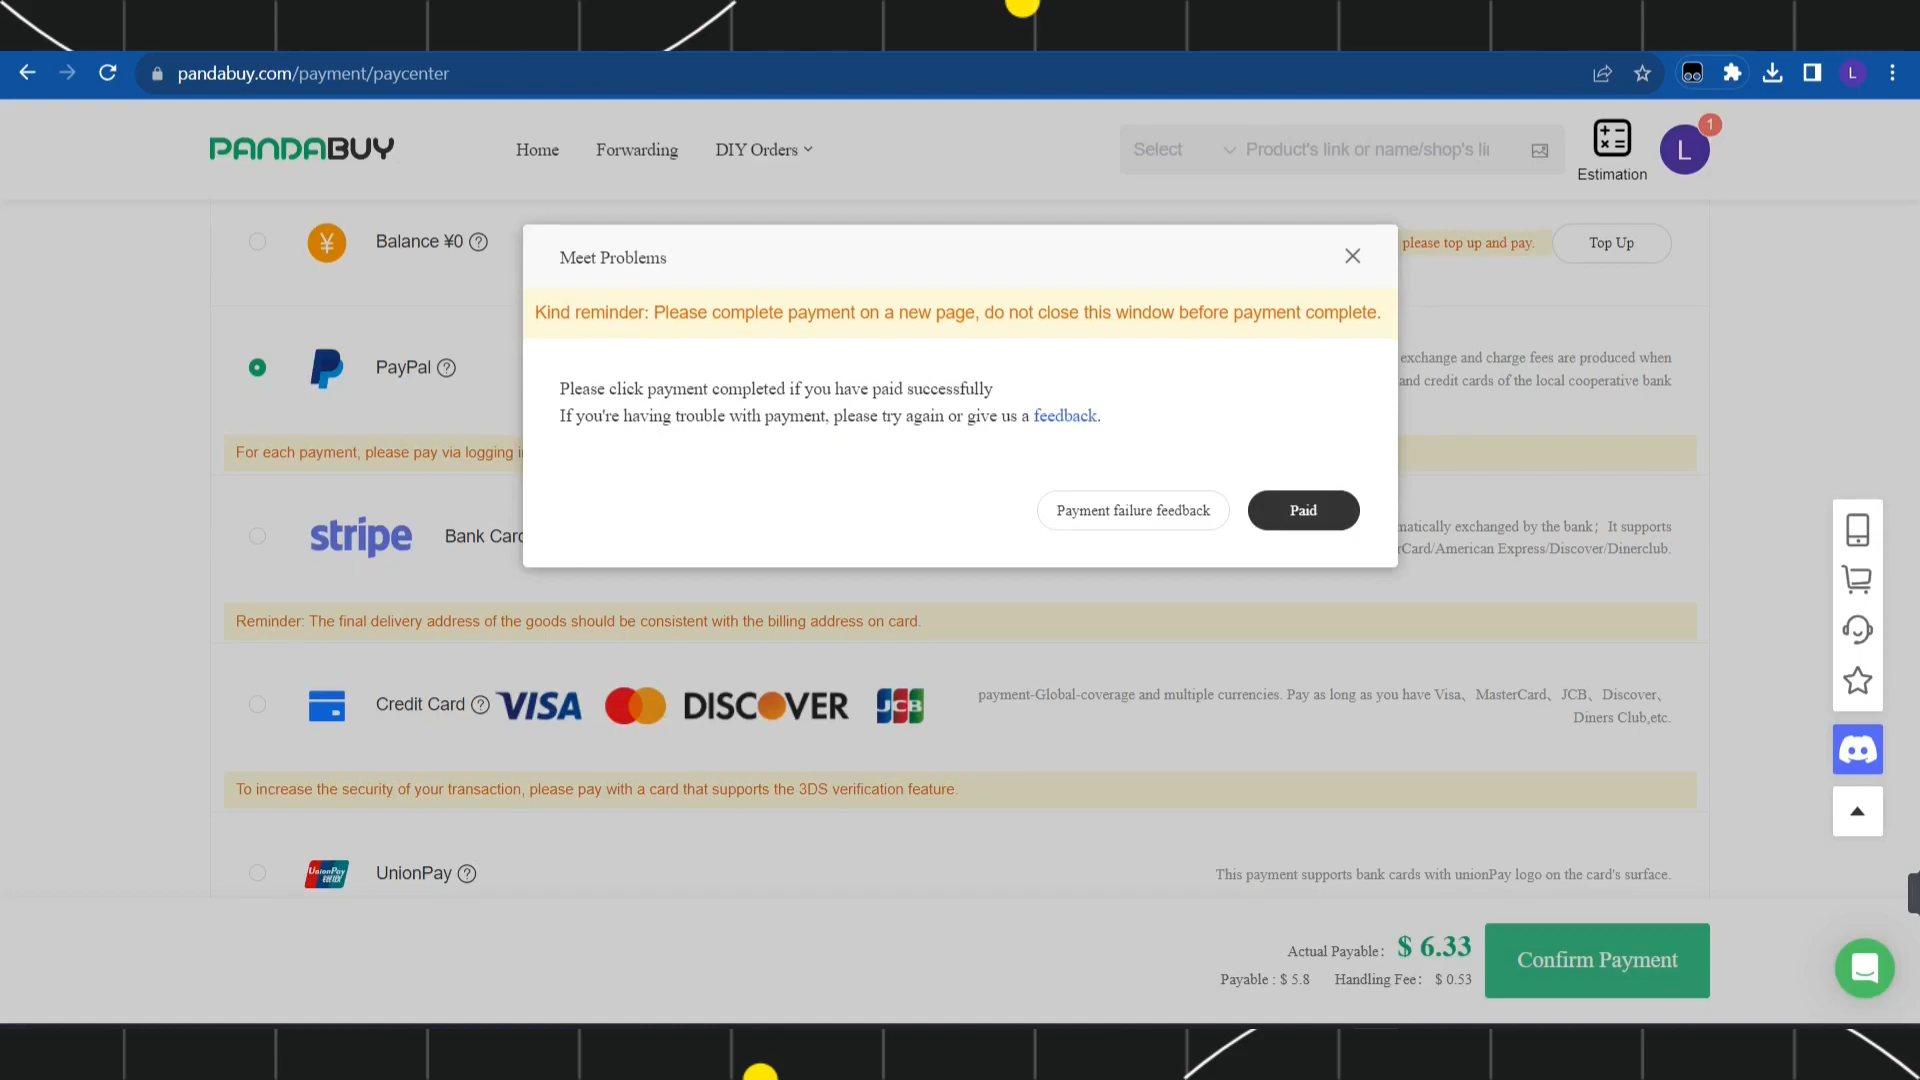 pandabuy.com/payment/paycenter
L
PANDABUY
Home
Forwarding
DIY Orders
Select
Product's link or name/shop's li
Estimation
L
1
Balance ¥0
please top up and pay.
Top Up
Meet Problems
Kind reminder: Please complete payment on a new page, do not close this window before payment complete.
PayPal
exchange and charge fees are produced when
and credit cards of the local cooperative bank
Please click payment completed if you have paid successfully
If you're having trouble with payment, please try again or give us a feedback.
For each payment, please pay via logging i
Payment failure feedback
Paid
stripe
Bank Card
matically exchanged by the bank；It supports
rCard/American Express/Discover/Dinerclub.
Reminder: The final delivery address of the goods should be consistent with the billing address on card.
Credit Card
VISA
DISCOVER
JCB
payment-Global-coverage and multiple currencies. Pay as long as you have Visa、MasterCard、JCB、Discover、
Diners Club,etc.
To increase the security of your transaction, please pay with a card that supports the 3DS verification feature.
UnionPay
银联
UnionPay
This payment supports bank cards with unionPay logo on the card's surface.
Actual Payable： $ 6.33
Payable : $ 5.8
Handling Fee： $ 0.53
Confirm Payment